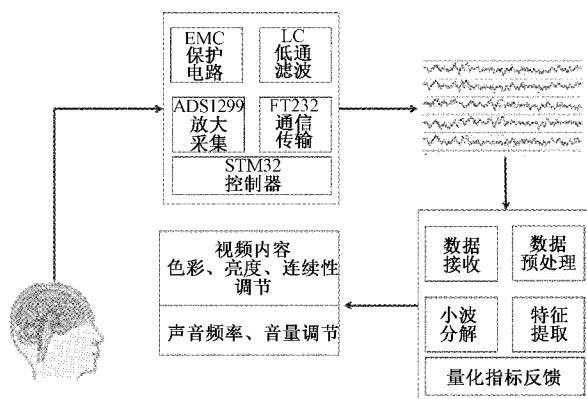 EMC
保护
电路
LC
低通
滤波
ADS1299
放大
采集
FT232
通信
传输
STM32
控制器
数据
接收
数据
预处理
小波
分解
特征
提取
量化指标反馈
视频内容
色彩、亮度、连续性
调节
声音频率、音量调节